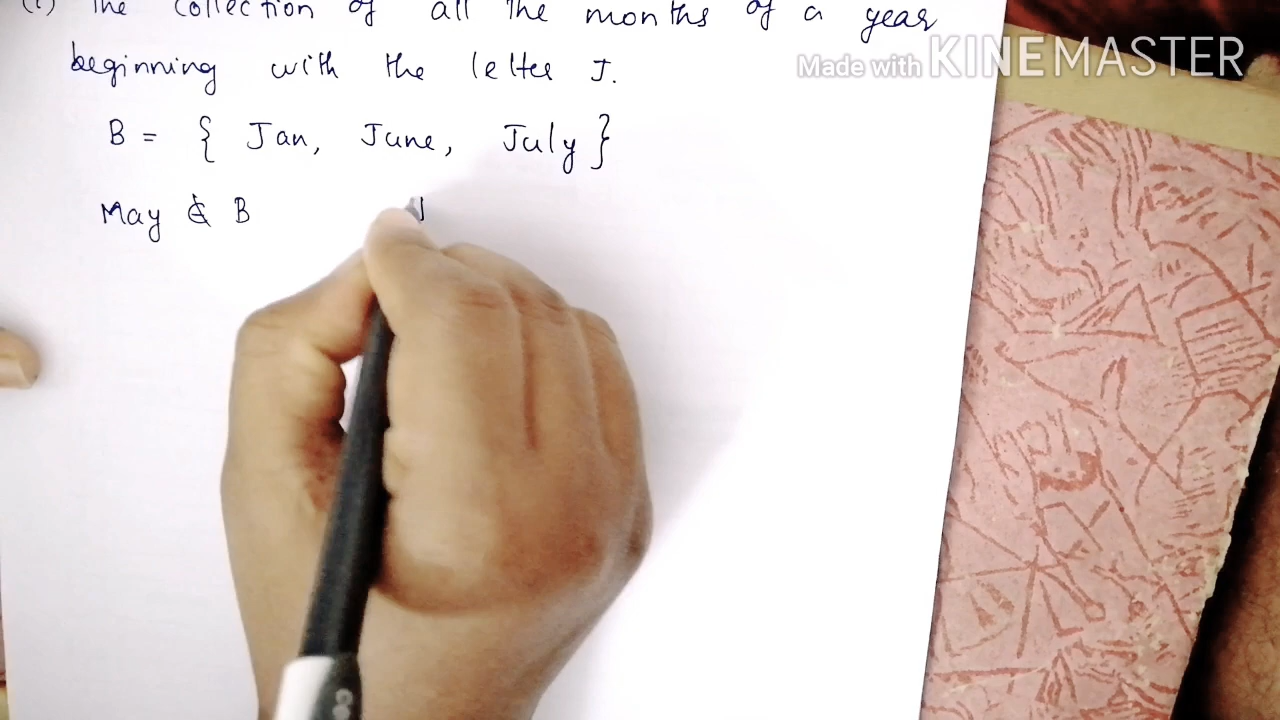 (i) The collection of all the months of a year
Made with KINEMASTER
beginning with the letter J.
B = { Jan, June, July }
May ∉ B